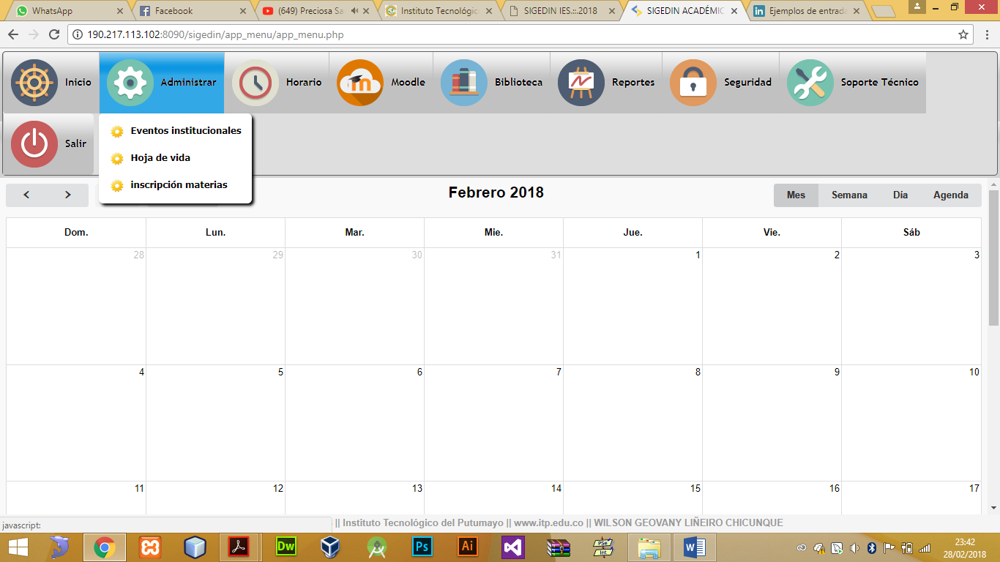 WhatsApp
Facebook
(649) Preciosa Sa
Instituto Tecnológic
SIGEDIN IES.::.2018
SIGEDIN ACADÉMIC
Ejemplos de entrada
190.217.113.102:8090/sigedin/app_menu/app_menu.php
Inicio
Administrar
Horario
Moodle
Biblioteca
Reportes
Seguridad
Soporte Técnico
Salir
Eventos institucionales
Hoja de vida
inscripción materias
Febrero 2018
Mes Semana Día Agenda
Dom. Lun. Mar. Mie. Jue. Vie. Sáb
28 29 30 31 1 2 3
4 5 6 7 8 9 10
11 12 13 14 15 16 17
javascript:
|| Instituto Tecnológico del Putumayo || www.itp.edu.co || WILSON GEOVANY LIÑEIRO CHICUNQUE
Dw
Ps
Ai
PSe
Int
W
23:42
28/02/2018